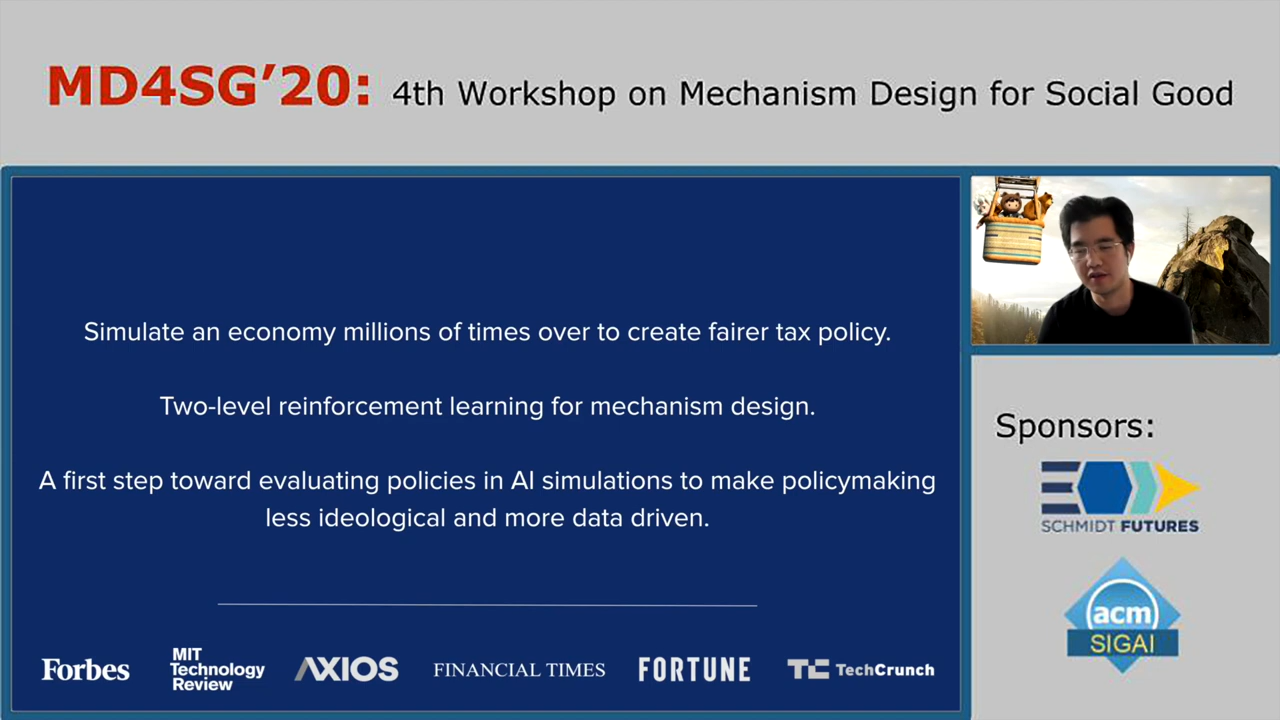 MD4SG'20: 4th Workshop on Mechanism Design for Social Good
Simulate an economy millions of times over to create fairer tax policy.
Two-level reinforcement learning for mechanism design.
A first step toward evaluating policies in AI simulations to make policymaking
less ideological and more data driven.
Forbes
MIT
Technology
Review
AXIOS
FINANCIAL TIMES
FORTUNE
TC TechCrunch
Sponsors:
SCHMIDT FUTURES
acm
SIGAI